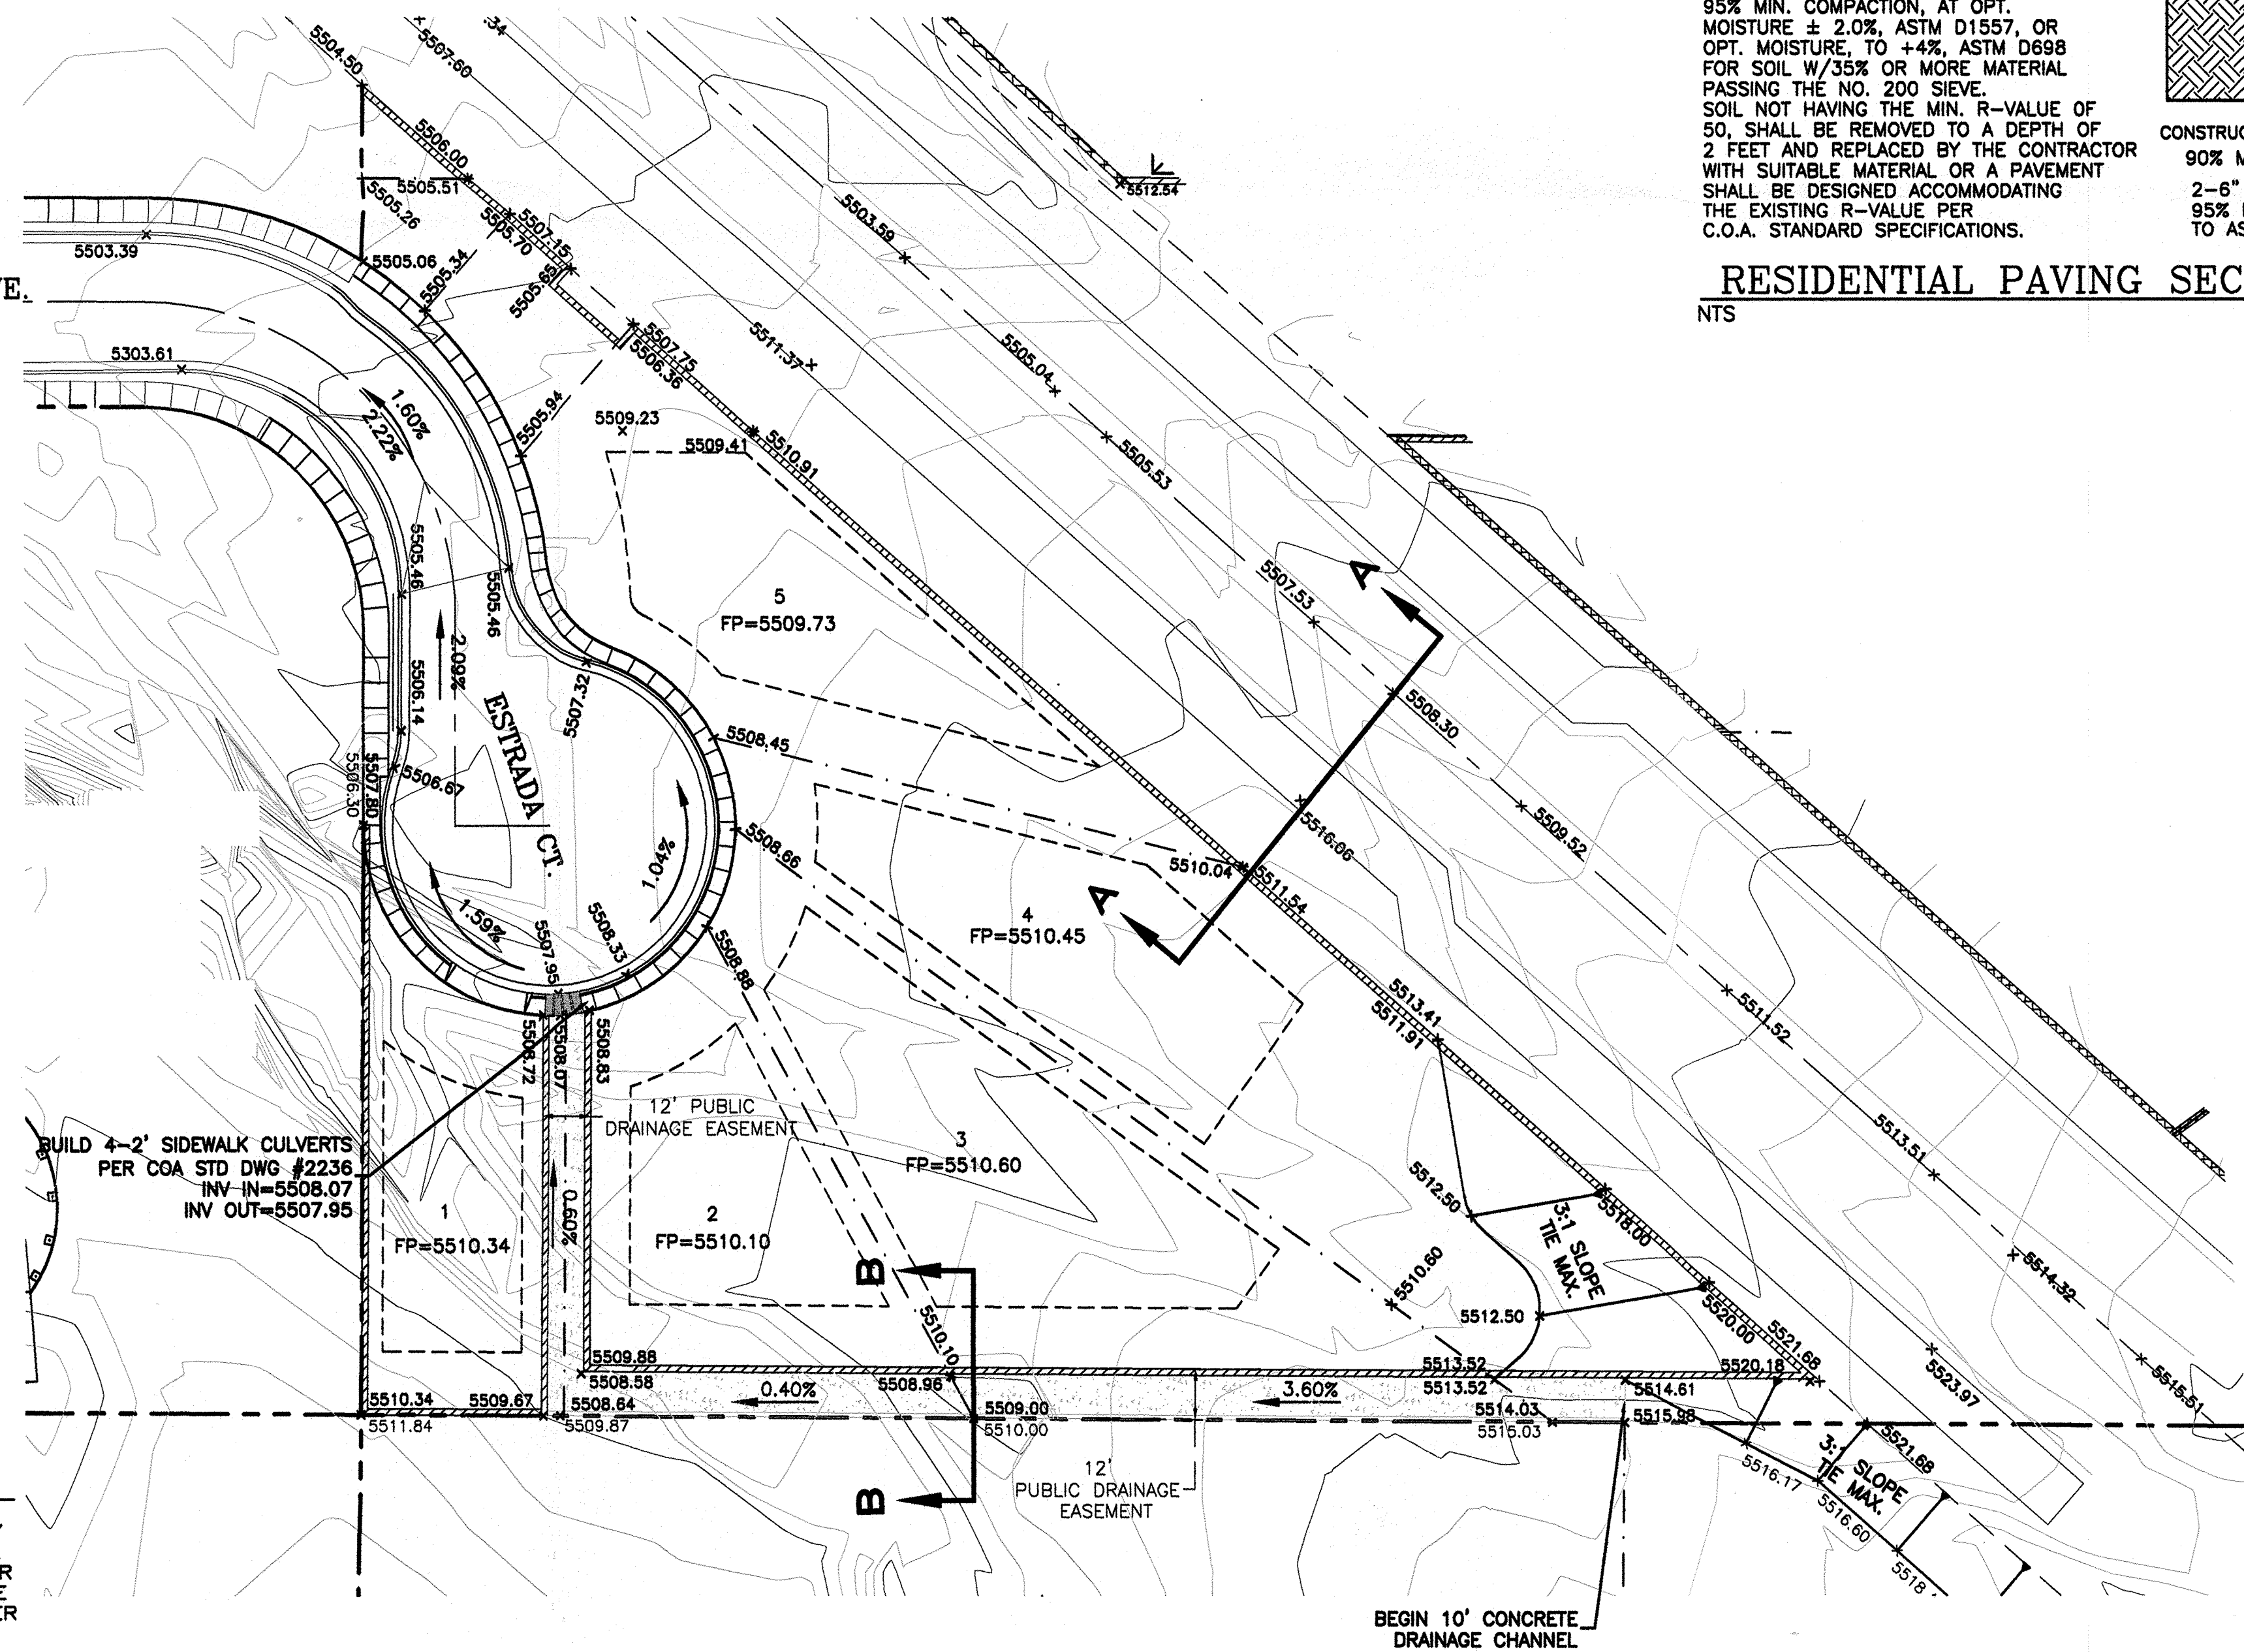 95% MIN. COMPACTION, AT OPT.
MOISTURE ± 2.0%, ASTM D1557, OR
OPT. MOISTURE, TO +4%, ASTM D698
FOR SOIL W/35% OR MORE MATERIAL
PASSING THE NO. 200 SIEVE.
SOIL NOT HAVING THE MIN. R-VALUE OF
50, SHALL BE REMOVED TO A DEPTH OF
2 FEET AND REPLACED BY THE CONTRACTOR
WITH SUITABLE MATERIAL OR A PAVEMENT
SHALL BE DESIGNED ACCOMMODATING
THE EXISTING R-VALUE PER
C.O.A. STANDARD SPECIFICATIONS.
CONSTRUC
90% M
2-6"
95%
TO AS
RESIDENTIAL PAVING SEC
NTS
5504.50
5507.60
.34
5506.00
5505.51
5505.26
5507.15
5505.70
5505.65
5503.39
5505.06
5505.34
5512.54
5503.59
E.
5303.61
1.60%
2.22%
5507.75
5506.36
5511.37
5505.04
5505.94
5509.23
5509.41
5510.91
5505.53
5505.46
5505.46
5
FP=5509.73
5507.53
A
2.09%
5506.14
5507.32
ESTRADA CT.
5508.30
5508.45
5507.80
5506.30
5506.67
5508.66
5516.06
5509.52
1.04%
5510.04
5511.54
A
4
FP=5510.45
1.59%
5508.33
5507.95
5508.88
5513.41
5511.91
5511.52
5508.72
5508.07
5508.83
12' PUBLIC
DRAINAGE EASEMENT
BUILD 4-2' SIDEWALK CULVERTS
PER COA STD DWG #2236
INV IN=5508.07
INV OUT=5507.95
3
FP=5510.60
5513.51
5512.50
3:1 SLOPE
TIE MAX.
5518.00
1
FP=5510.34
0.60%
2
FP=5510.10
B
5510.60
5514.32
5512.50
5520.00
5510.10
5521.68
5509.88
5508.58
0.40%
5508.96
5513.52
5513.52
3.60%
5520.18
5514.61
5523.97
5515.51
5510.34
5509.67
5511.84
5508.64
5509.87
5509.00
5510.00
5514.03
5515.03
5515.98
5521.68
3:1 SLOPE
TIE MAX.
12'
PUBLIC DRAINAGE
EASEMENT
B
5516.17
5516.60
5518
R
E
ER
BEGIN 10' CONCRETE
DRAINAGE CHANNEL